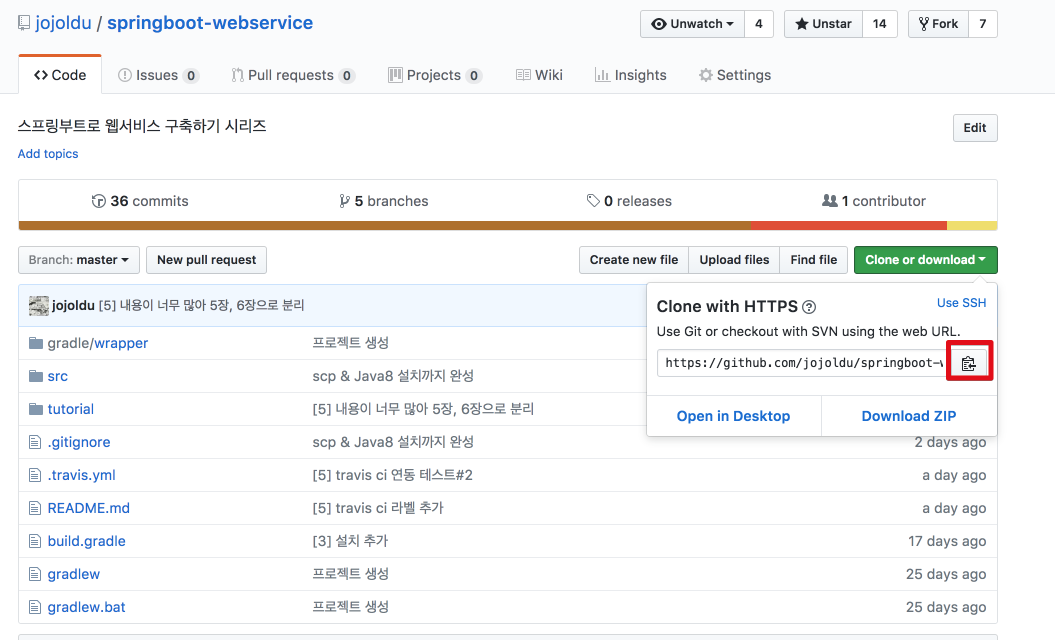 jojoldu / springboot-webservice
Unwatch 4 Unstar 14 Fork 7
Code Issues 0 Pull requests 0 Projects 0 Wiki Insights Settings
스프링부트로 웹서비스 구축하기 시리즈 Edit
Add topics
36 commits 5 branches 0 releases 1 contributor
Branch: master New pull request Create new file Upload files Find file Clone or download
jojoldu [5] 내용이 너무 많아 5장, 6장으로 분리
Clone with HTTPS Use SSH
Use Git or checkout with SVN using the web URL.
https://github.com/jojoldu/springboot-
Open in Desktop Download ZIP
gradle/wrapper 프로젝트 생성
src scp & Java8 설치까지 완성
tutorial [5] 내용이 너무 많아 5장, 6장으로 분리
.gitignore scp & Java8 설치까지 완성 2 days ago
.travis.yml [5] travis ci 연동 테스트#2 a day ago
README.md [5] travis ci 라벨 추가 a day ago
build.gradle [3] 설치 추가 17 days ago
gradlew 프로젝트 생성 25 days ago
gradlew.bat 프로젝트 생성 25 days ago